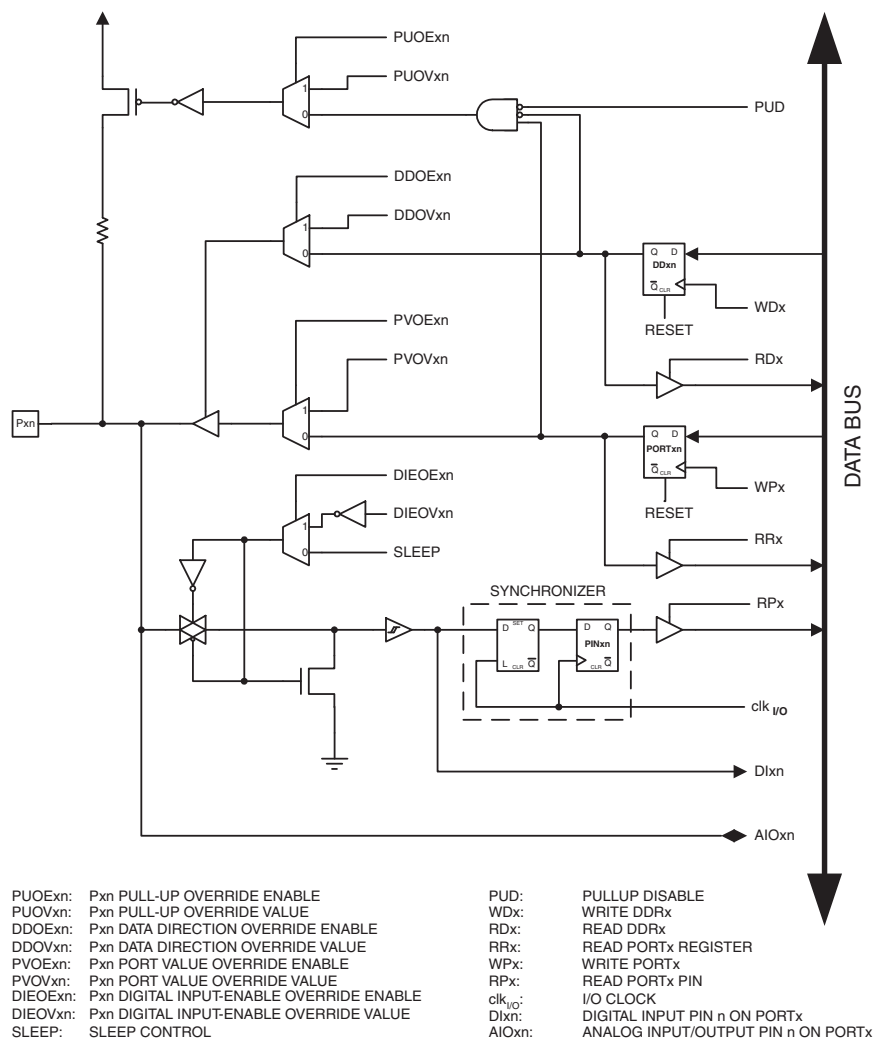 PUOExn
PUOVxn
1
0
PUD
DDOExn
DDOVxn
1
0
Q D
DDxn
Q CLR
WDx
RESET
PVOExn
RDx
PVOVxn
1
0
Pxn
DATA BUS
Q D
PORTxn
Q CLR
DIEOExn
WPx
RESET
DIEOVxn
1
0
SLEEP
RRx
SYNCHRONIZER
RPx
D SET Q
L CLR Q
D Q
PINxn
CLR Q
clk I/O
DIxn
AIOxn
PUOExn: Pxn PULL-UP OVERRIDE ENABLE
PUOVxn: Pxn PULL-UP OVERRIDE VALUE
DDOExn: Pxn DATA DIRECTION OVERRIDE ENABLE
DDOVxn: Pxn DATA DIRECTION OVERRIDE VALUE
PVOExn: Pxn PORT VALUE OVERRIDE ENABLE
PVOVxn: Pxn PORT VALUE OVERRIDE VALUE
DIEOExn: Pxn DIGITAL INPUT-ENABLE OVERRIDE ENABLE
DIEOVxn: Pxn DIGITAL INPUT-ENABLE OVERRIDE VALUE
SLEEP: SLEEP CONTROL
PUD: PULLUP DISABLE
WDx: WRITE DDRx
RDx: READ DDRx
RRx: READ PORTx REGISTER
WPx: WRITE PORTx
RPx: READ PORTx PIN
clkI/O: I/O CLOCK
DIxn: DIGITAL INPUT PIN n ON PORTx
AIOxn: ANALOG INPUT/OUTPUT PIN n ON PORTx